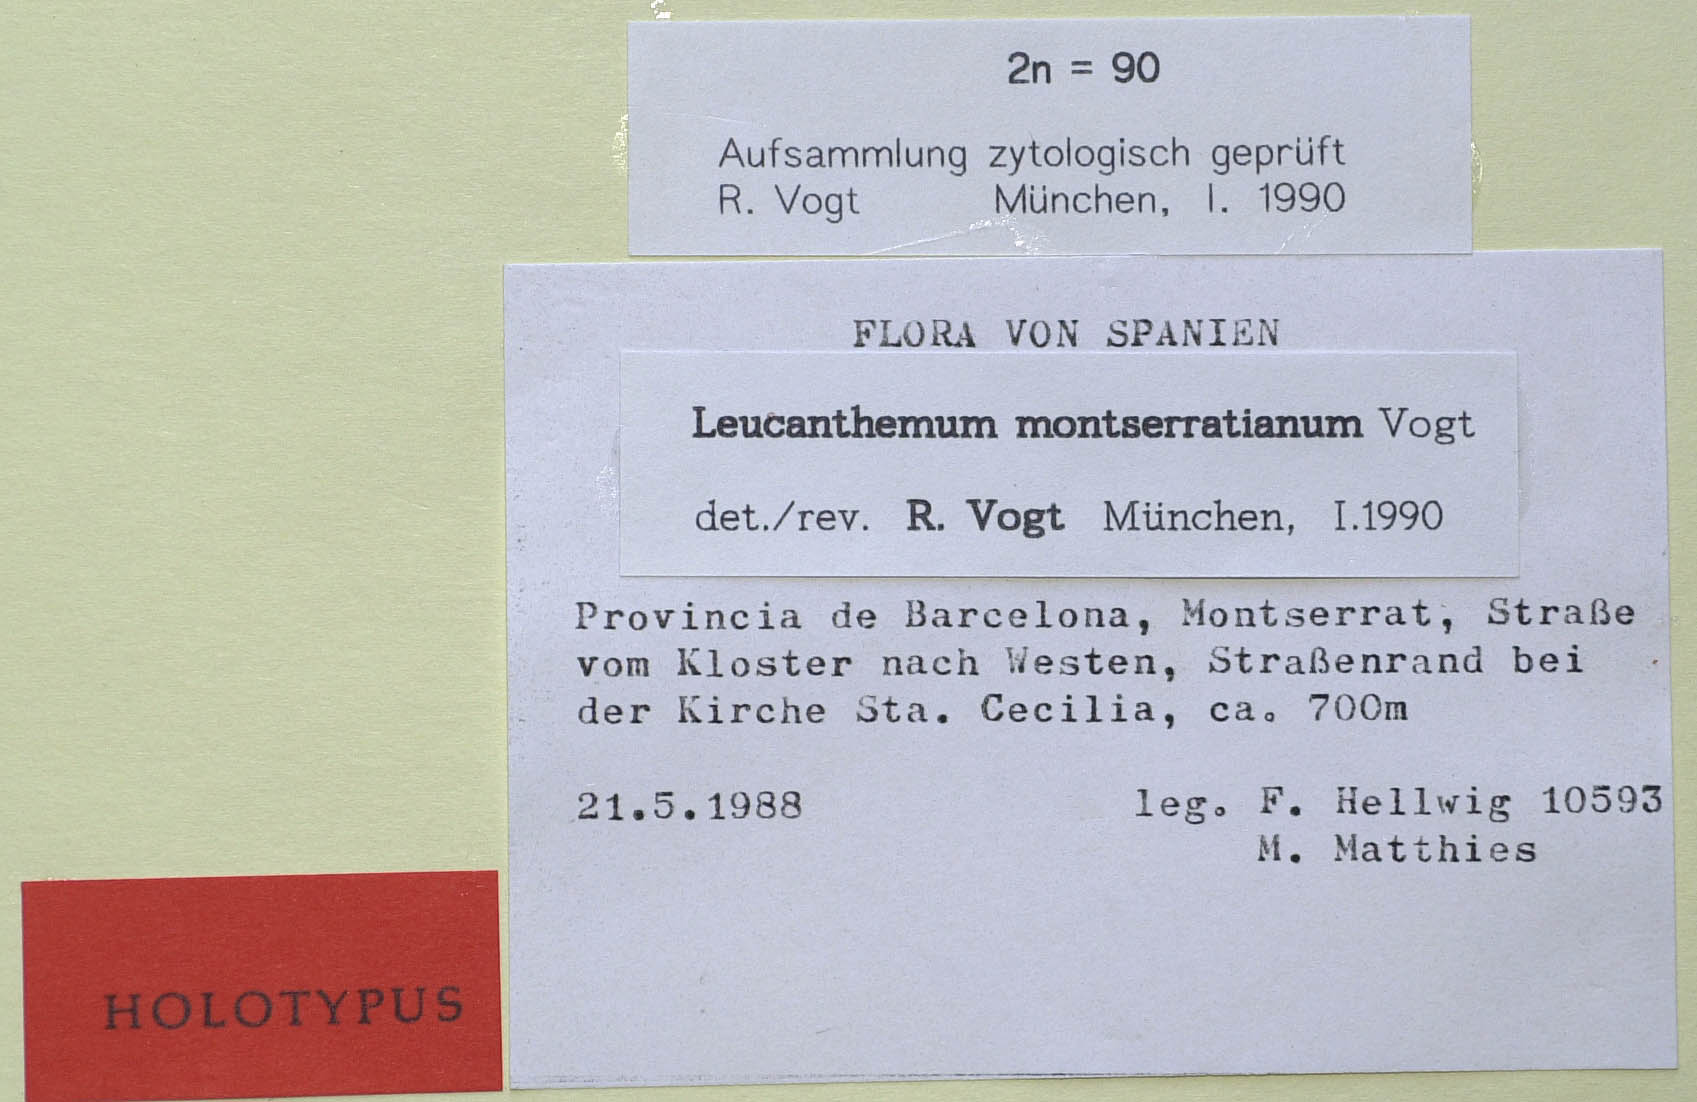 2n = 90
Aufsammlung zytologisch geprüft
R. Vogt München, I. 1990
FLORA VON SPANIEN
Leucanthemum montserratianum Vogt
det./rev. R. Vogt München, I.1990
Provincia de Barcelona, Montserrat, Straße
vom Kloster nach Westen, Straßenrand bei
der Kirche Sta. Cecilia, ca. 700m
21.5.1988 leg. F. Hellwig 10593
M. Matthies
HOLOTYPUS